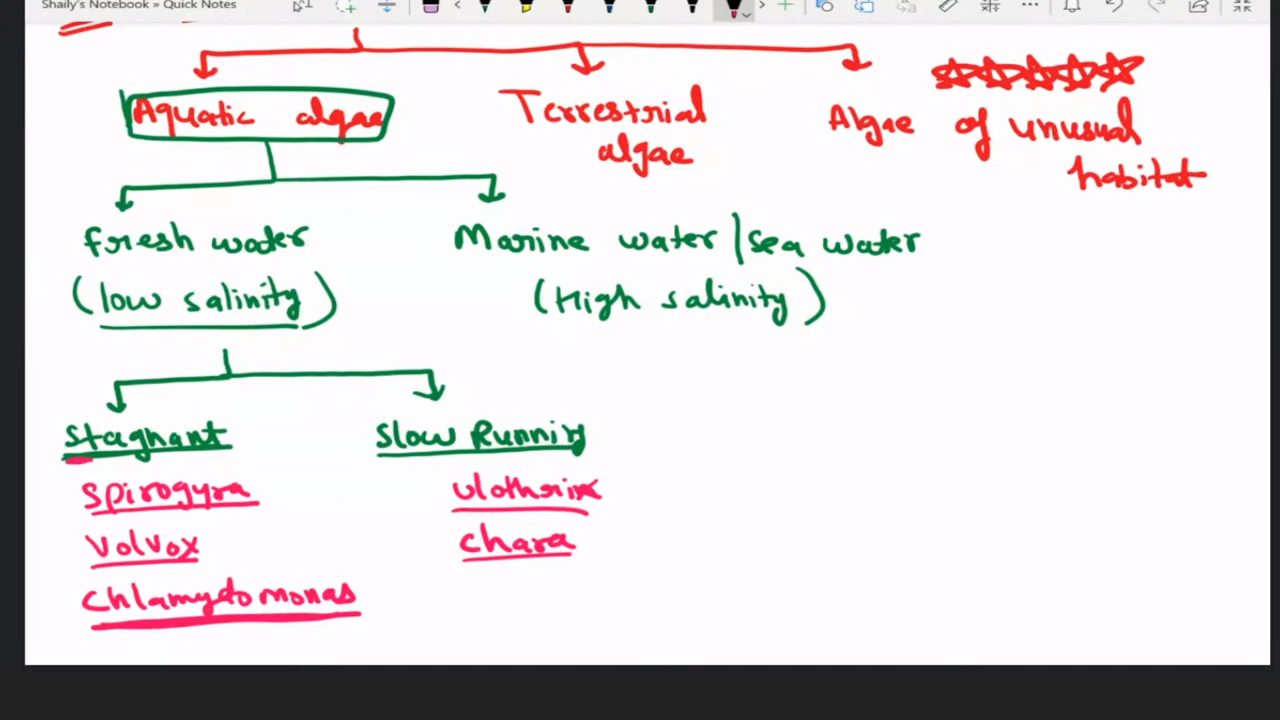 Shaily's Notebook » Quick Notes
Aquatic algae
Terrestrial algae
Algae of unusual habitat
fresh water
(low salinity)
Marine water/sea water
(High salinity)
Stagnant
Slow Running
Spirogyra
Ulothrix
Volvox
Chara
Chlamydomonas